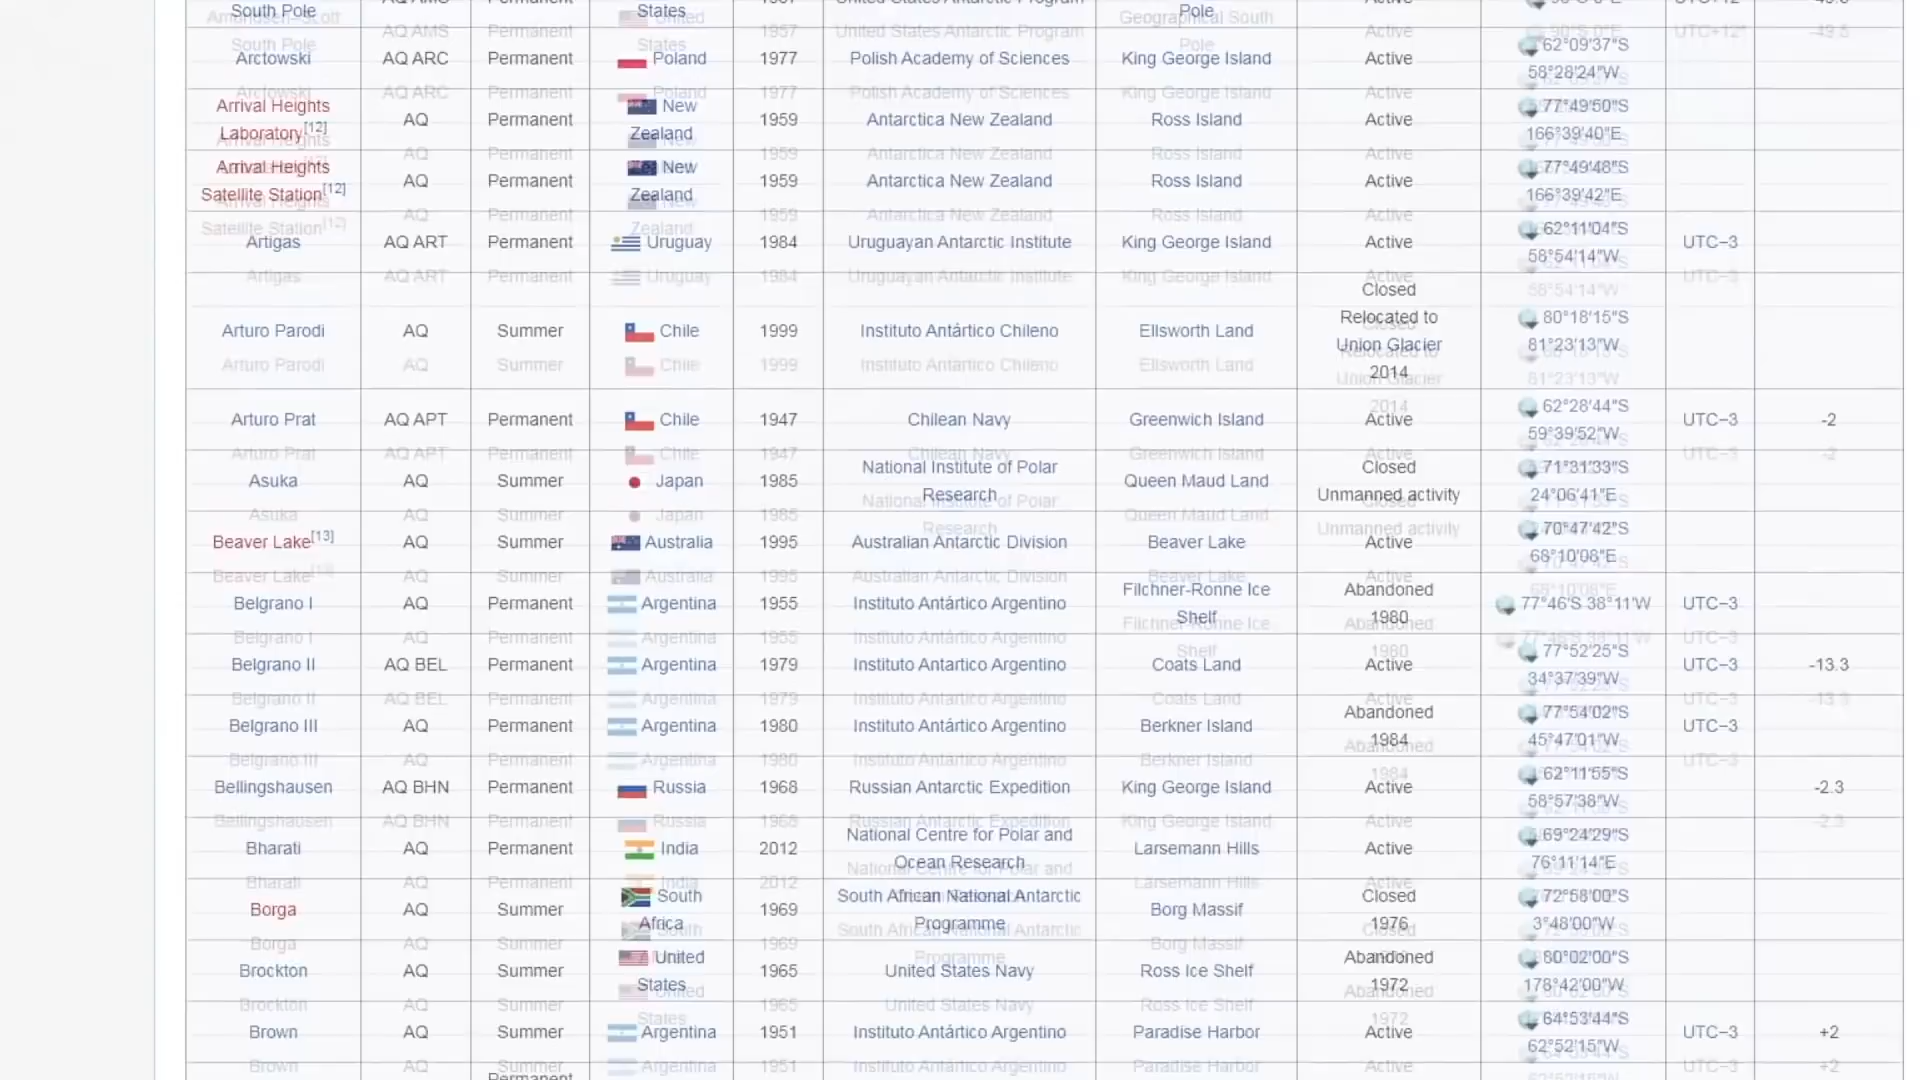 South Pole AQ AMS States 1957 United States Antarctic Program Pole Active 90°S 0°E UTC+12 -49.5
Arctowski AQ ARC Permanent Poland 1977 Polish Academy of Sciences King George Island Active 62°09′37″S 58°28′24″W
Arrival Heights Laboratory[12] AQ Permanent New Zealand 1959 Antarctica New Zealand Ross Island Active 77°49′50″S 166°39′40″E
Arrival Heights Satellite Station[12] AQ Permanent New Zealand 1959 Antarctica New Zealand Ross Island Active 77°49′48″S 166°39′42″E
Artigas AQ ART Permanent Uruguay 1984 Uruguayan Antarctic Institute King George Island Active 62°11′04″S 58°54′14″W UTC−3
Arturo Parodi AQ Summer Chile 1999 Instituto Antártico Chileno Ellsworth Land Closed Relocated to Union Glacier 2014 80°18′15″S 81°23′13″W
Arturo Prat AQ APT Permanent Chile 1947 Chilean Navy Greenwich Island Active 62°28′44″S 59°39′52″W UTC−3 -2
Asuka AQ Summer Japan 1985 National Institute of Polar Research Queen Maud Land Closed Unmanned activity 71°31′33″S 24°06′41″E
Beaver Lake[13] AQ Summer Australia 1995 Australian Antarctic Division Beaver Lake Active 70°47′42″S 68°10′08″E
Belgrano I AQ Permanent Argentina 1955 Instituto Antártico Argentino Filchner-Ronne Ice Shelf Abandoned 1980 77°46′S 38°11′W UTC−3
Belgrano II AQ BEL Permanent Argentina 1979 Instituto Antartico Argentino Coats Land Active 77°52′25″S 34°37′39″W UTC−3 -13.3
Belgrano III AQ Permanent Argentina 1980 Instituto Antártico Argentino Berkner Island Abandoned 1984 77°54′02″S 45°47′01″W UTC−3
Bellingshausen AQ BHN Permanent Russia 1968 Russian Antarctic Expedition King George Island Active 62°11′55″S 58°57′38″W -2.3
Bharati AQ Permanent India 2012 National Centre for Polar and Ocean Research Larsemann Hills Active 69°24′29″S 76°11′14″E
Borga AQ Summer South Africa 1969 South African National Antarctic Programme Borg Massif Closed 1976 72°58′00″S 3°48′00″W
Brockton AQ Summer United States 1965 United States Navy Ross Ice Shelf Abandoned 1972 80°02′00″S 178°42′00″W
Brown AQ Summer Argentina 1951 Instituto Antártico Argentino Paradise Harbor Active 64°53′44″S 62°52′15″W UTC−3 +2
Permanent